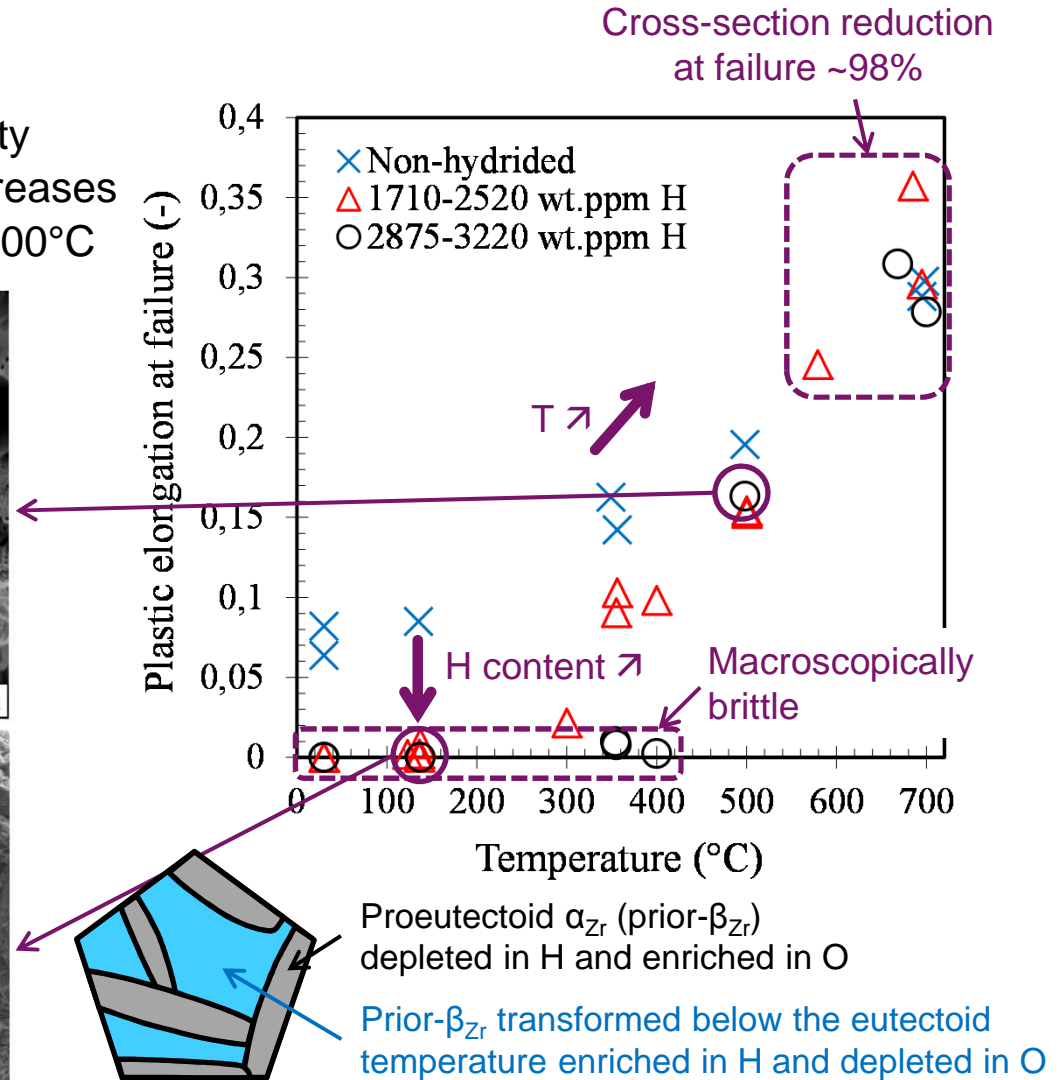 Cross-section reduction
at failure ~98%
ty
reases
00°C
Plastic elongation at failure (-)
0,4
0,35
0,3
0,25
0,2
0,15
0,1
0,05
0
Non-hydrided
1710-2520 wt.ppm H
2875-3220 wt.ppm H
T ↗
H content ↗
Macroscopically
brittle
0 100 200 300 400 500 600 700
Temperature (°C)
Proeutectoid α_Zr (prior-β_Zr)
depleted in H and enriched in O
Prior-β_Zr transformed below the eutectoid
temperature enriched in H and depleted in O